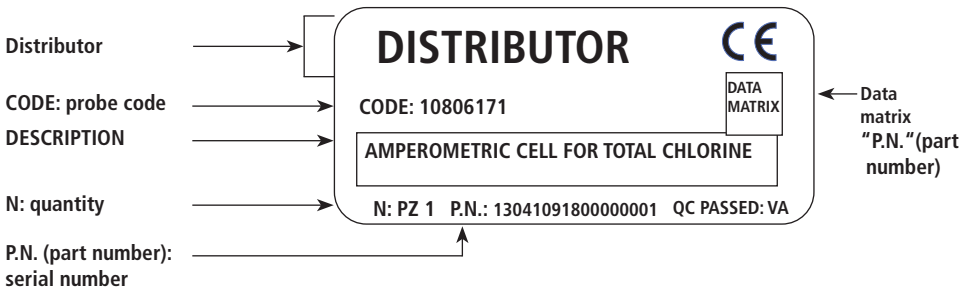 Distributor
CODE: probe code
DESCRIPTION
N: quantity
P.N. (part number):
serial number
DISTRIBUTOR CE
CODE: 10806171
DATA
MATRIX
AMPEROMETRIC CELL FOR TOTAL CHLORINE
N: PZ 1 P.N.: 13041091800000001 QC PASSED: VA
Data
matrix
"P.N." (part
number)